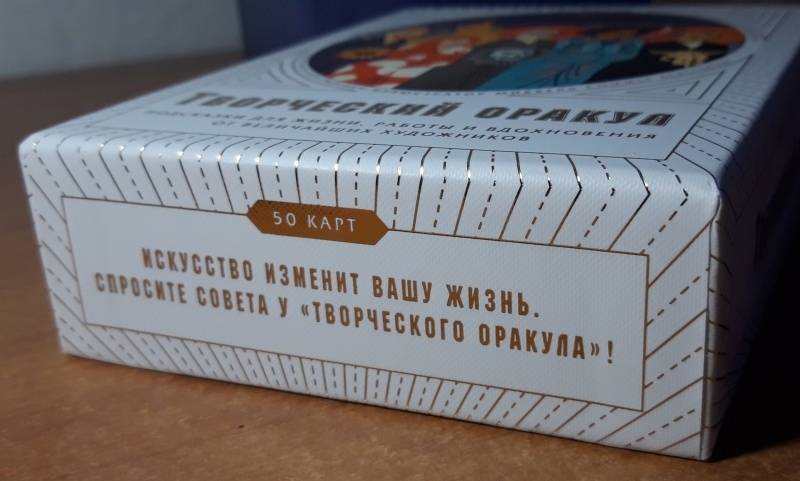 Творческий оракул
подсказки для жизни, работы и вдохновения
от величайших художников
50 КАРТ
ИСКУССТВО ИЗМЕНИТ ВАШУ ЖИЗНЬ.
СПРОСИТЕ СОВЕТА У «ТВОРЧЕСКОГО ОРАКУЛА»!